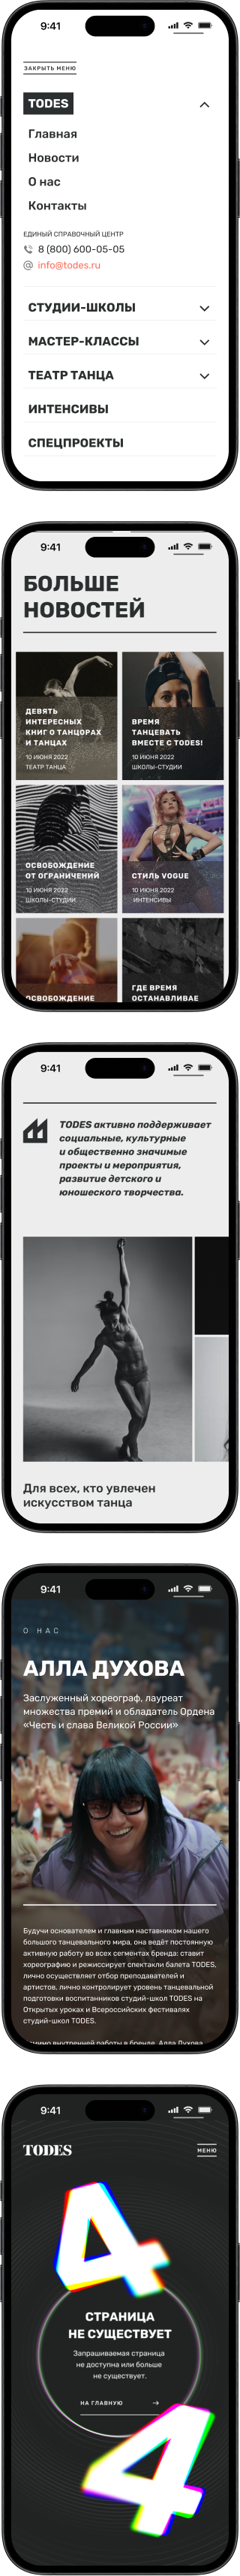 9:41
ЗАКРЫТЬ МЕНЮ
TODES
Главная
Новости
О нас
Контакты
ЕДИНЫЙ СПРАВОЧНЫЙ ЦЕНТР
8 (800) 600-05-05
@ info@todes.ru
СТУДИИ-ШКОЛЫ
МАСТЕР-КЛАССЫ
ТЕАТР ТАНЦА
ИНТЕНСИВЫ
СПЕЦПРОЕКТЫ
9:41
БОЛЬШЕ
НОВОСТЕЙ
ДЕВЯТЬ
ИНТЕРЕСНЫХ
КНИГ О ТАНЦОРАХ
И ТАНЦАХ
10 ИЮНЯ 2022
ТЕАТР ТАНЦА
ВРЕМЯ
ТАНЦЕВАТЬ
ВМЕСТЕ С TODES!
10 ИЮНЯ 2022
ШКОЛЫ-СТУДИИ
ОСВОБОЖДЕНИЕ
ОТ ОГРАНИЧЕНИЙ
10 ИЮНЯ 2022
ШКОЛЫ-СТУДИИ
СТИЛЬ VOGUE
10 ИЮНЯ 2022
ИНТЕНСИВЫ
ОСВОБОЖДЕНИЕ
ГДЕ ВРЕМЯ
ОСТАНАВЛИВАЕ
9:41
TODES активно поддерживает
социальные, культурные
и общественно значимые
проекты и мероприятия,
развитие детского и
юношеского творчества.
Для всех, кто увлечен
искусством танца
9:41
О НАС
АЛЛА ДУХОВА
Заслуженный хореограф, лауреат
множества премий и обладатель Ордена
«Честь и слава Великой России»
Будучи основателем и главным наставником нашего
большого танцевального мира, она ведёт постоянную
активную работу во всех сегментах бренда: ставит
хореографию и режиссирует спектакли балета TODES,
лично осуществляет отбор преподавателей и
артистов, лично контролирует уровень танцевальной
подготовки воспитанников студий-школ TODES на
Открытых уроках и Всероссийских фестивалях
студий-школ TODES.
внутренней работы в бренде, Алла Духова
9:41
TODES
МЕНЮ
4
СТРАНИЦА
НЕ СУЩЕСТВУЕТ
Запрашиваемая страница
не доступна или больше
не существует.
НА ГЛАВНУЮ →
4